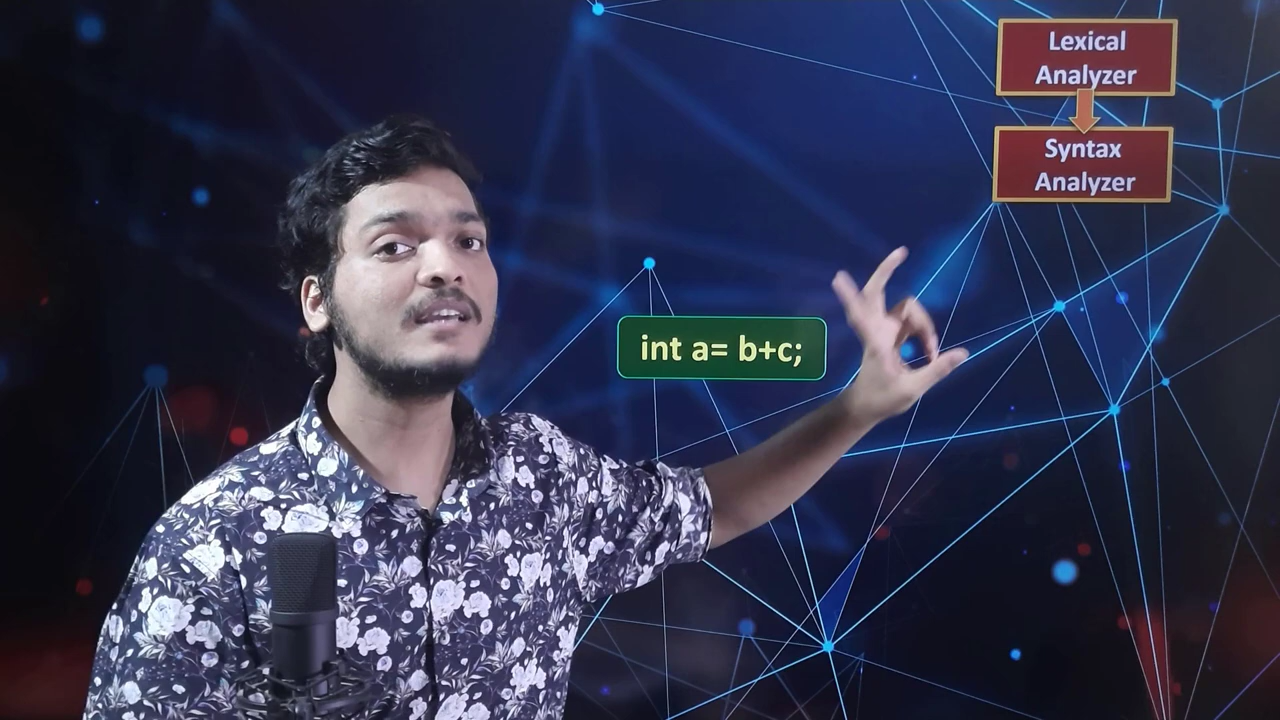 Lexical
Analyzer
Syntax
Analyzer
int a= b+c;